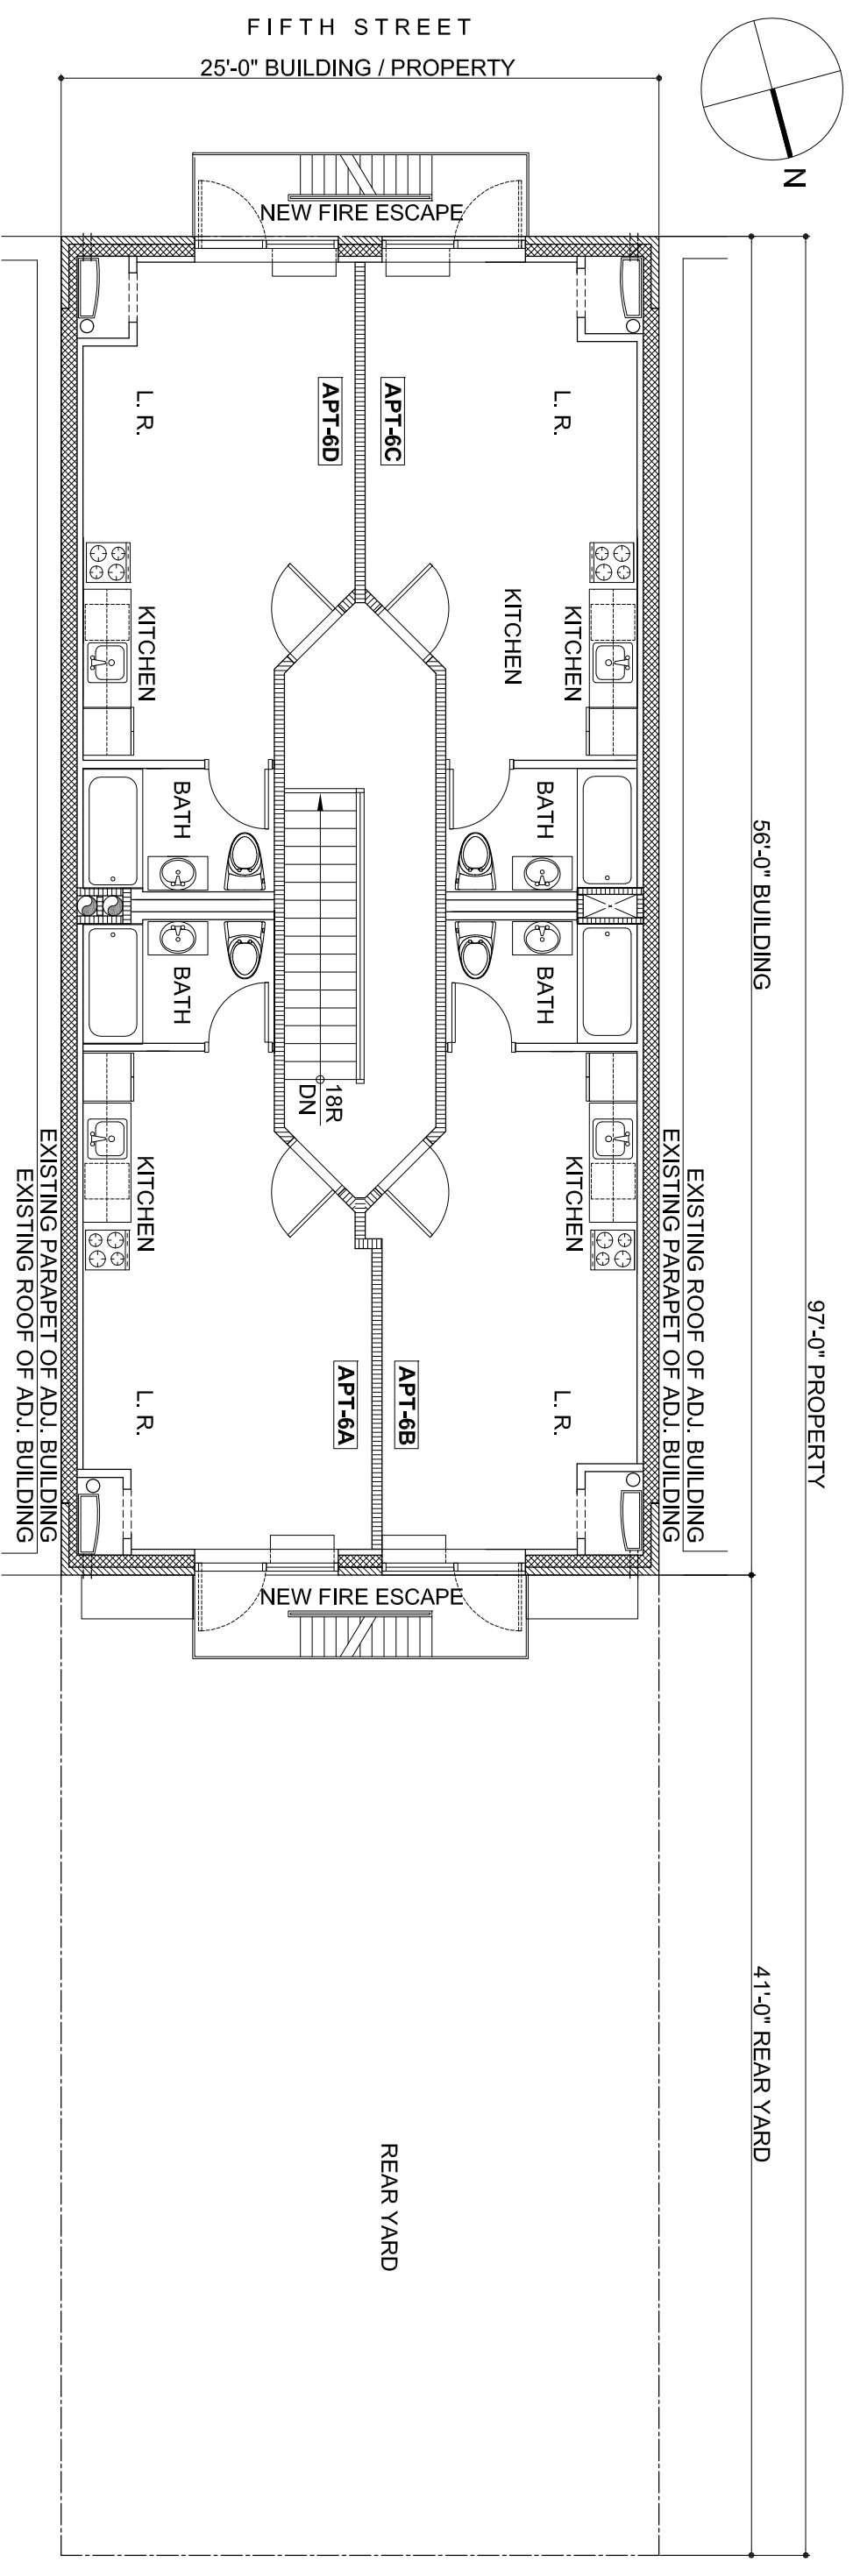 FIFTH STREET
25'-0" BUILDING / PROPERTY
N
NEW FIRE ESCAPE
L. R.
APT-6D
APT-6C
L. R.
KITCHEN
KITCHEN
KITCHEN
BATH
BATH
56'-0" BUILDING
BATH
BATH
18R
DN
KITCHEN
KITCHEN
EXISTING PARAPET OF ADJ. BUILDING
EXISTING ROOF OF ADJ. BUILDING
EXISTING ROOF OF ADJ. BUILDING
EXISTING PARAPET OF ADJ. BUILDING
97'-0" PROPERTY
L. R.
APT-6A
APT-6B
L. R.
NEW FIRE ESCAPE
41'-0" REAR YARD
REAR YARD